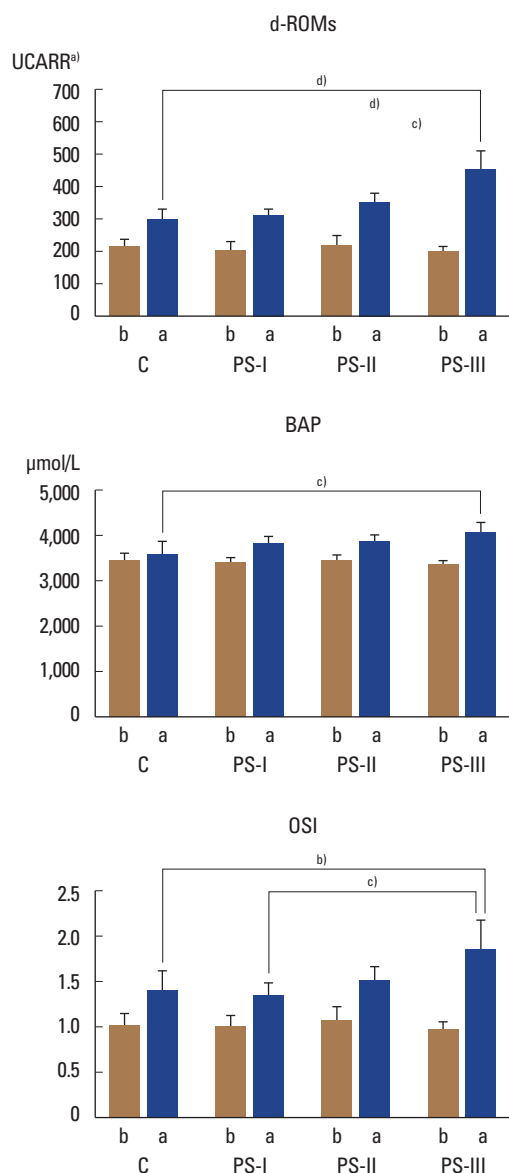 d-ROMs
UCARRa)
d)
700
d)
600
c)
500
400
300
200
100
0
b a b a b a b a
C PS-I PS-II PS-III
BAP
μmol/L
5,000
c)
4,000
3,000
2,000
1,000
0
b a b a b a b a
C PS-I PS-II PS-III
OSI
b)
c)
2.5
2.0
1.5
1.0
0.5
0
b a b a b a b a
C PS-I PS-II PS-III